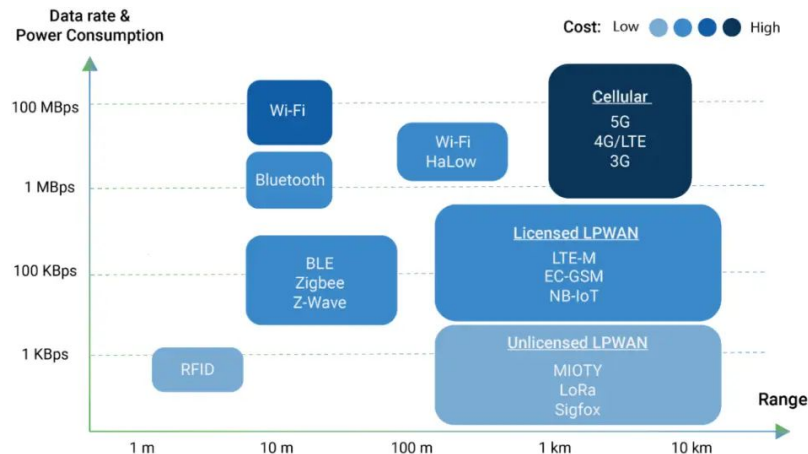 Data rate &
Power Consumption
Cost: Low High
100 MBps
1 MBps
100 KBps
1 KBps
Wi-Fi
Bluetooth
Wi-Fi
HaLow
Cellular
5G
4G/LTE
3G
BLE
Zigbee
Z-Wave
Licensed LPWAN
LTE-M
EC-GSM
NB-IoT
RFID
Unlicensed LPWAN
MIOTY
LoRa
Sigfox
Range
1 m
10 m
100 m
1 km
10 km